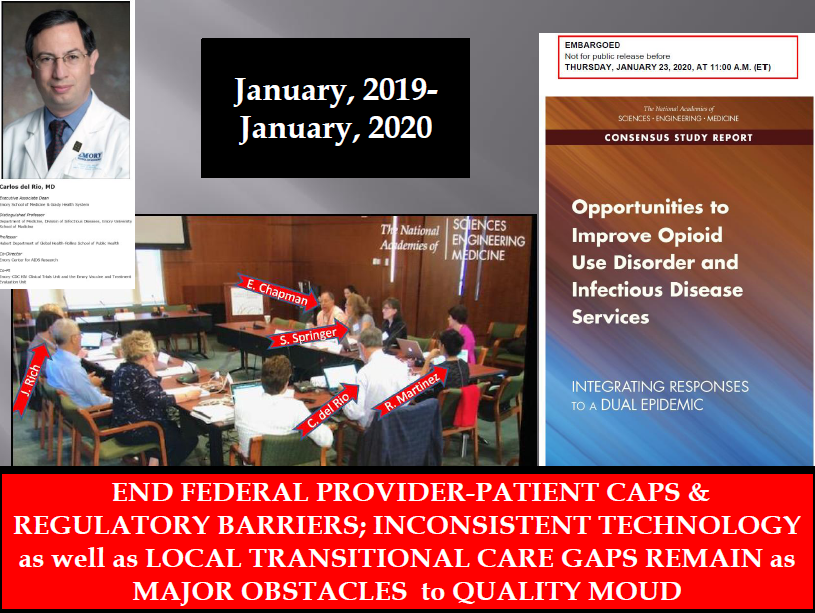 January, 2019-
January, 2020
EMBARGOED
Not for public release before
THURSDAY, JANUARY 23, 2020, AT 11:00 A.M. (ET)
The National Academies of
SCIENCES • ENGINEERING • MEDICINE
CONSENSUS STUDY REPORT
Opportunities to
Improve Opioid
Use Disorder and
Infectious Disease
Services
INTEGRATING RESPONSES
TO A DUAL EPIDEMIC
EMORY
Carlos del Rio, MD
Executive Associate Dean
Emory School of Medicine & Grady Health System
Distinguished Professor
Department of Medicine, Division of Infectious Diseases, Emory University
School of Medicine
Professor
Hubert Department of Global Health Rollins School of Public Health
Co-Director
Emory Center for AIDS Research
Co-PI
Emory CDC HIV Clinical Trials Unit and the Emory Vaccine and Treatment
Evaluation Unit
The National
Academies of
SCIENCES
ENGINEERING
MEDICINE
E. Chapman
S. Springer
J. Rich
C. del Rio
R. Martinez
END FEDERAL PROVIDER-PATIENT CAPS &
REGULATORY BARRIERS; INCONSISTENT TECHNOLOGY
as well as LOCAL TRANSITIONAL CARE GAPS REMAIN as
MAJOR OBSTACLES to QUALITY MOUD